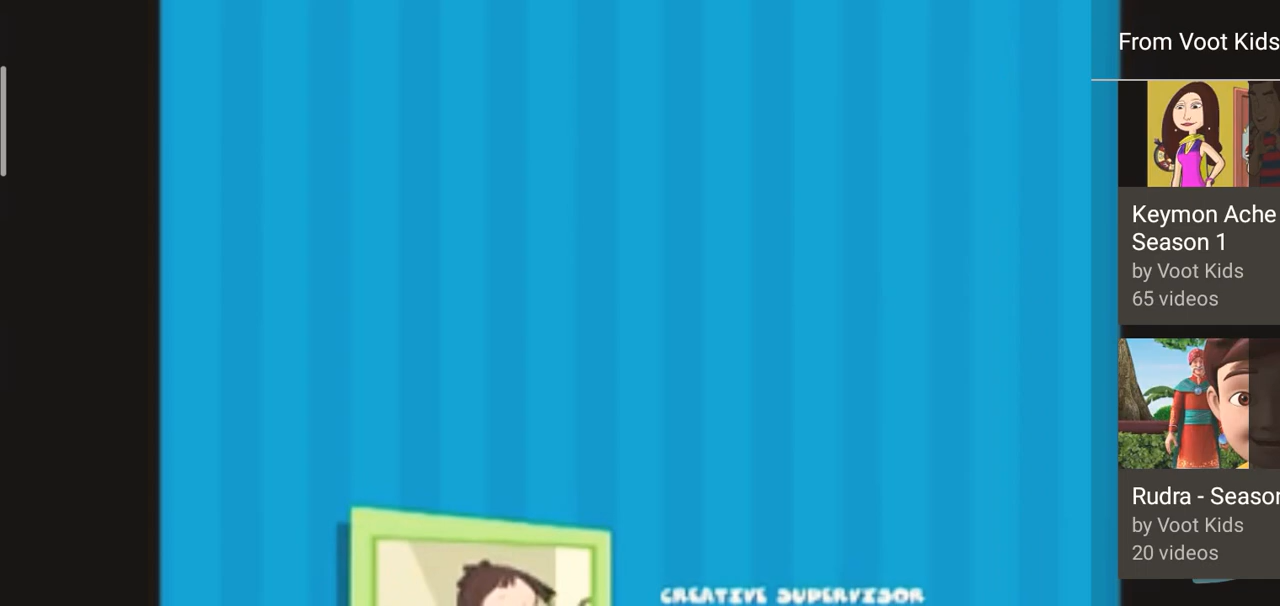 From Voot Kids
Keymon Ache
Season 1
by Voot Kids
65 videos
Rudra - Season
by Voot Kids
20 videos
CREATIVE SUPERVISOR